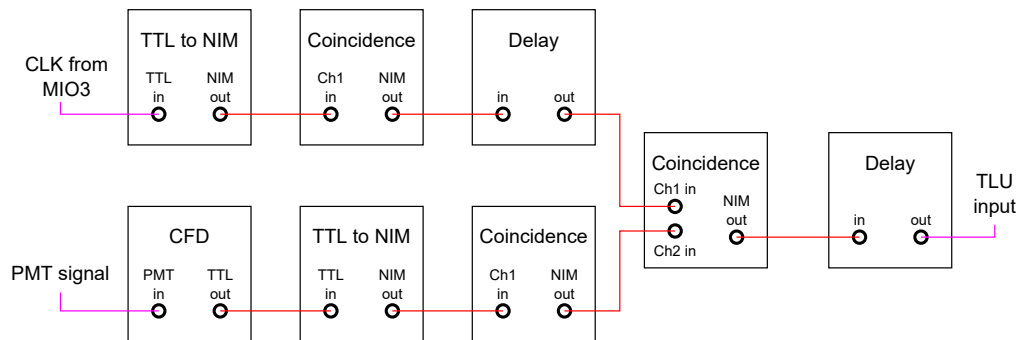 CLK from
MIO3
TTL to NIM
TTL
in
NIM
out
Coincidence
Ch1
in
NIM
out
Delay
in
out
PMT signal
CFD
PMT
in
TTL
out
TTL to NIM
TTL
in
NIM
out
Coincidence
Ch1
in
NIM
out
Coincidence
Ch1 in
Ch2 in
NIM
out
Delay
in
out
TLU
input